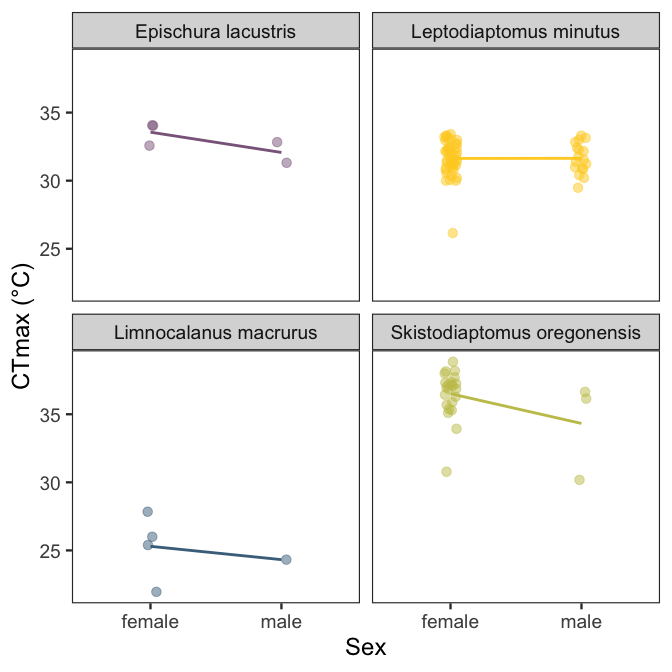 Epischura lacustris
Leptodiaptomus minutus
35
30
25
Limnocalanus macrurus
Skistodiaptomus oregonensis
35
30
25
CTmax (°C)
female
male
female
male
Sex